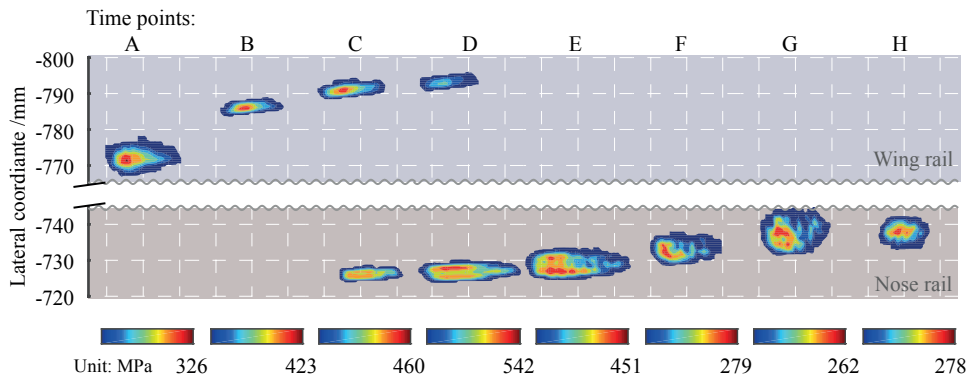 Time points:
A B C D E F G H
Lateral coordiante /mm
-800
-790
-780
-770
Wing rail
-740
-730
-720
Nose rail
Unit: MPa 326 423 460 542 451 279 262 278